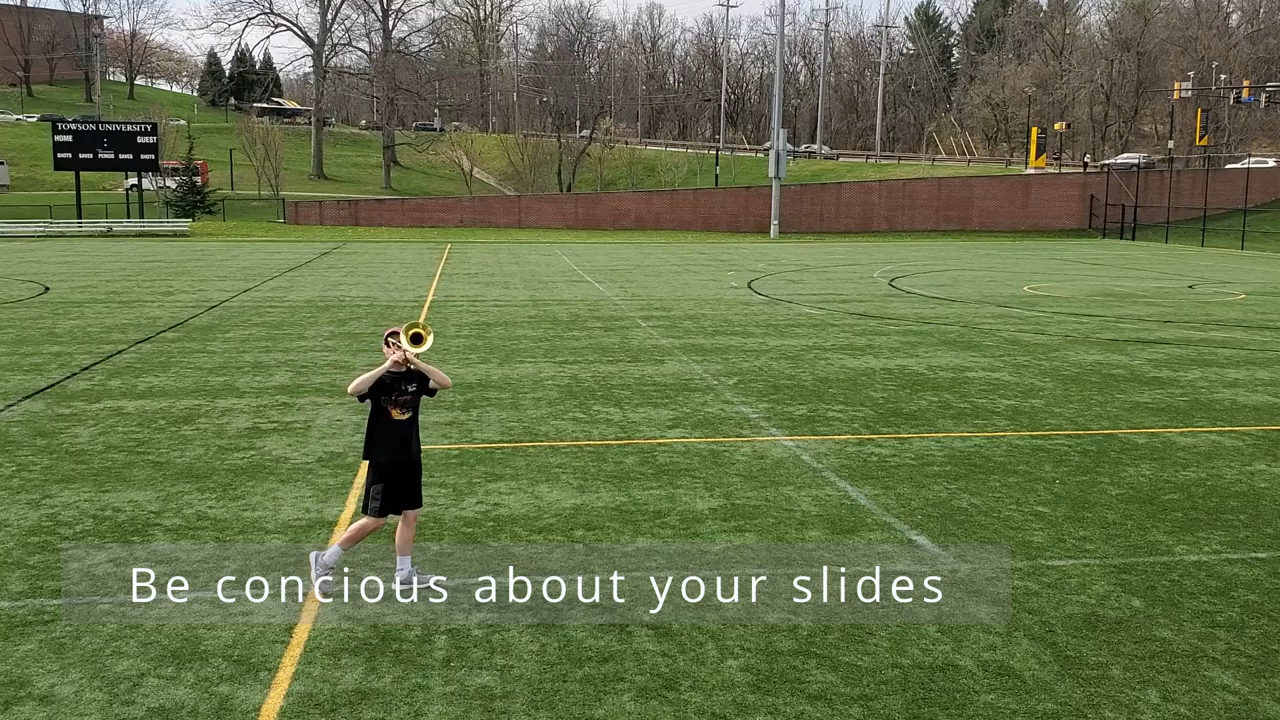 TOWSON UNIVERSITY
HOME GUEST
SHOTS SAVES PERIOD SAVES SHOTS
Be concious about your slides